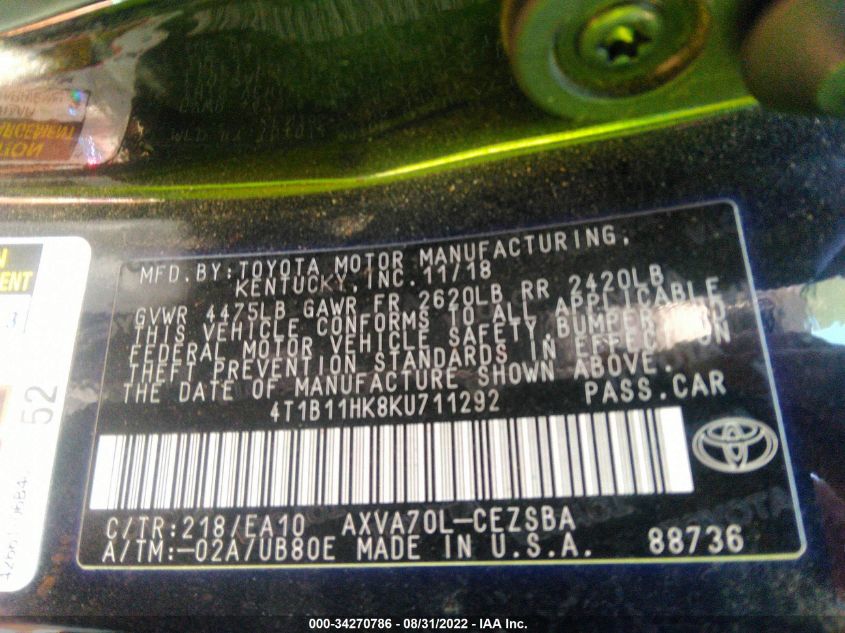 MFD. BY: TOYOTA MOTOR MANUFACTURING,
KENTUCKY, INC. 11/18
GVWR 4475LB GAWR FR 2620LB RR 2420LB
THIS VEHICLE CONFORMS TO ALL APPLICABLE
FEDERAL MOTOR VEHICLE SAFETY, BUMPER, AND
THEFT PREVENTION STANDARDS IN EFFECT ON
THE DATE OF MANUFACTURE SHOWN ABOVE.
4T1B11HK8KU711292 PASS. CAR
C/TR: 218/EA10 AXVA70L-CEZSBA
A/TM:-02A/UB80E MADE IN U.S.A. 88736
52
000-34270786 - 08/31/2022 - IAA Inc.